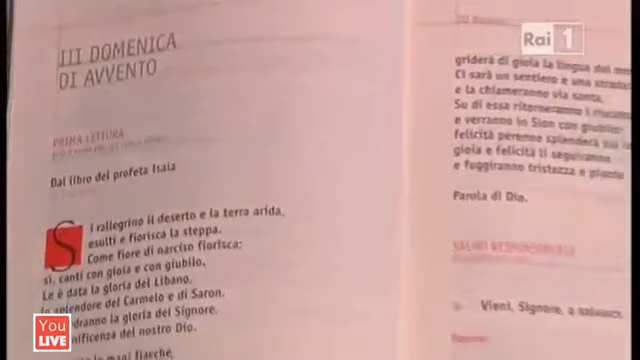 III DOMENICA
DI AVVENTO
PRIMA LETTURA
Dal libro del profeta Isaia
Si rallegrino il deserto e la terra arida,
esulti e fiorisca la steppa.
Come fiore di narciso fiorisca;
sì, canti con gioia e con giubilo.
Le è data la gloria del Libano,
lo splendore del Carmelo e di Saron.
dranno la gloria del Signore,
nificenza del nostro Dio.
le mani fiacche,
griderà di gioia la lingua del
Ci sarà un sentiero e una strada
e la chiameranno via santa.
Su di essa ritorneranno i
e verranno in Sion con giubilo;
felicità perenne splenderà sul
gioia e felicità li seguiranno
e fuggiranno tristezza e pianto
Parola di Dio.
SALMO RESPONSORIALE
Vieni, Signore, a salvarci.
Rai 1
You
LIVE